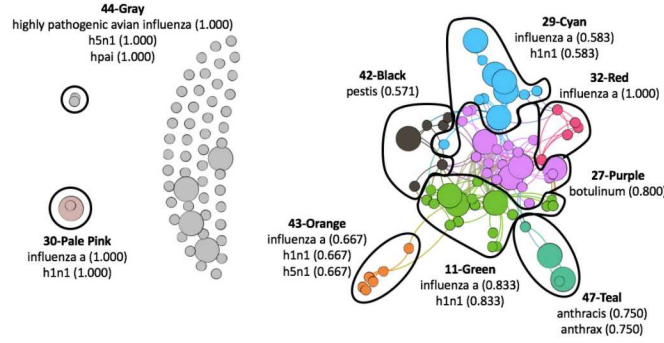 44-Gray
highly pathogenic avian influenza (1.000)
h5n1 (1.000)
hpai (1.000)
29-Cyan
influenza a (0.583)
h1n1 (0.583)
42-Black
pestis (0.571)
32-Red
influenza a (1.000)
27-Purple
botulinum (0.800)
30-Pale Pink
influenza a (1.000)
h1n1 (1.000)
43-Orange
influenza a (0.667)
h1n1 (0.667)
h5n1 (0.667)
11-Green
influenza a (0.833)
h1n1 (0.833)
47-Teal
anthracis (0.750)
anthrax (0.750)